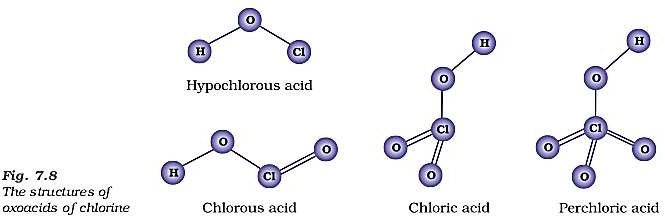 O
H
Cl
Hypochlorous acid
O
H
Cl
O
Chlorous acid
H
O
Cl
O
O
Chloric acid
H
O
Cl
O
O
O
Perchloric acid
Fig. 7.8
The structures of
oxoacids of chlorine